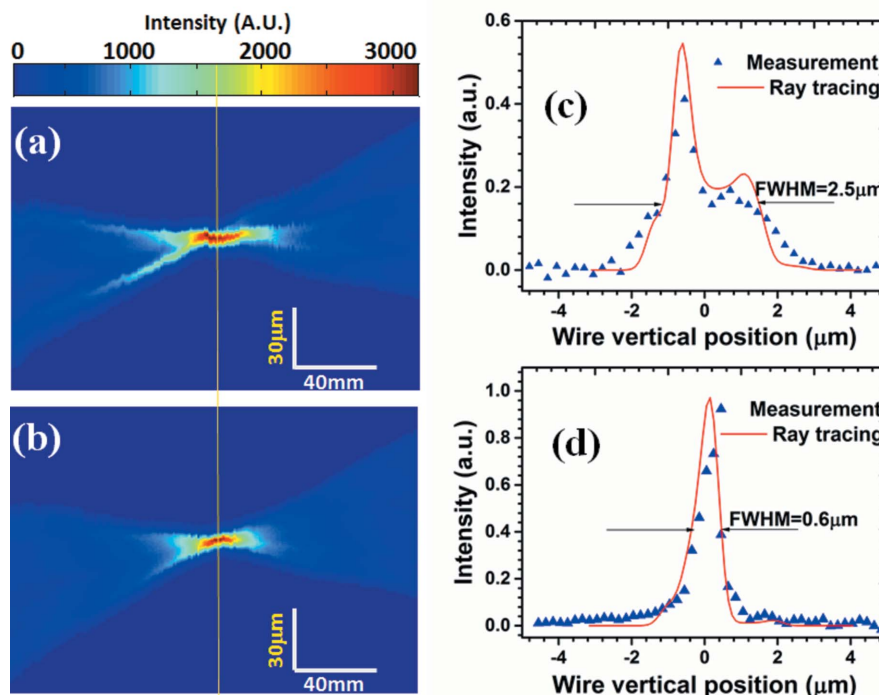 Intensity (A.U.)
0 1000 2000 3000
(a)
30μm
40mm
(b)
30μm
40mm
0.6
0.4
0.2
0.0
Intensity (a.u.)
(c)
Measurement
Ray tracing
FWHM=2.5μm
-4 -2 0 2 4
Wire vertical position (μm)
1.0
0.8
0.6
0.4
0.2
0.0
Intensity (a.u.)
(d)
Measurement
Ray tracing
FWHM=0.6μm
-4 -2 0 2 4
Wire vertical position (μm)